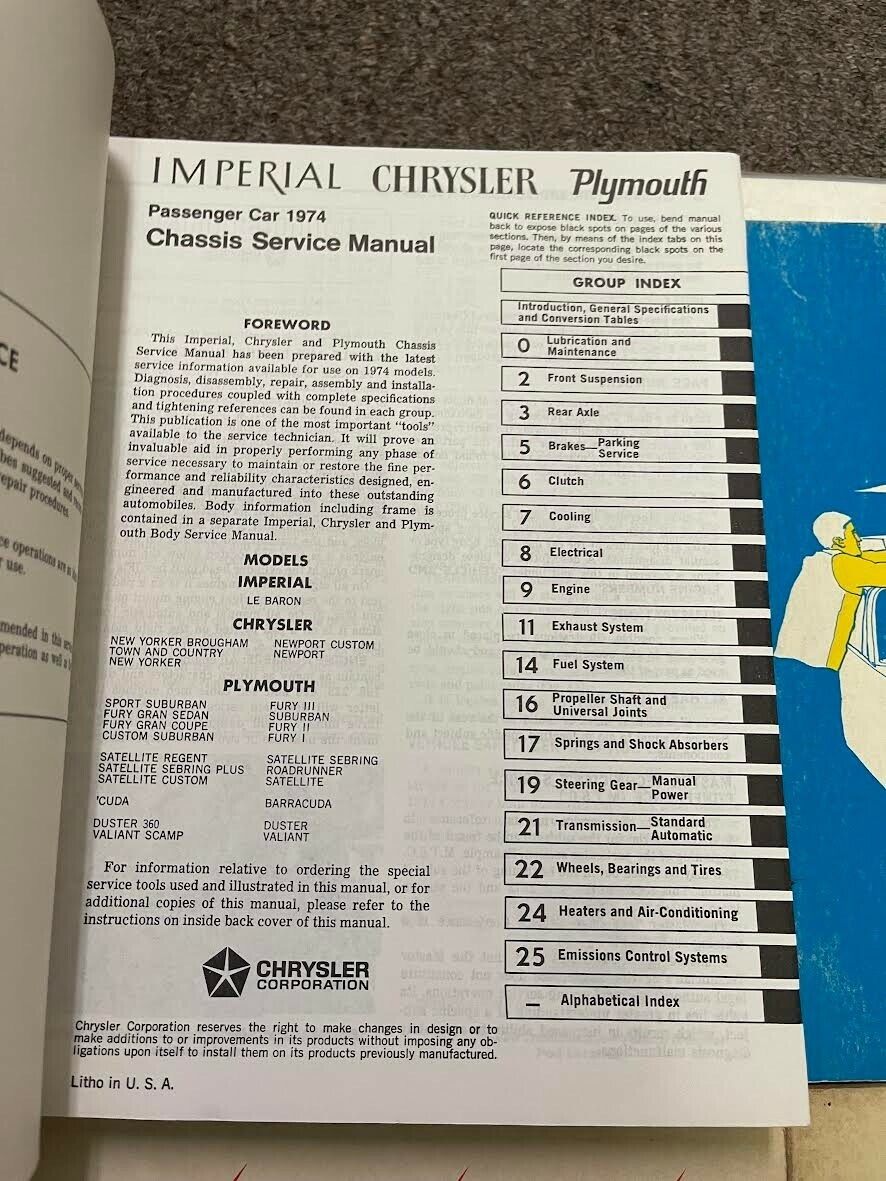 IMPERIAL CHRYSLER Plymouth
Passenger Car 1974
Chassis Service Manual
FOREWORD
This Imperial, Chrysler and Plymouth Chassis
Service Manual has been prepared with the latest
service information available for use on 1974 models.
Diagnosis, disassembly, repair, assembly and installa-
tion procedures coupled with complete specifications
and tightening references can be found in each group.
This publication is one of the most important "tools"
available to the service technician. It will prove an
invaluable aid in properly performing any phase of
service necessary to maintain or restore the fine per-
formance and reliability characteristics designed, en-
gineered and manufactured into these outstanding
automobiles. Body information including frame is
contained in a separate Imperial, Chrysler and Plym-
outh Body Service Manual.
MODELS
IMPERIAL
LE BARON
CHRYSLER
NEW YORKER BROUGHAM NEWPORT CUSTOM
TOWN AND COUNTRY NEWPORT
NEW YORKER
PLYMOUTH
SPORT SUBURBAN FURY III
FURY GRAN SEDAN SUBURBAN
FURY GRAN COUPE FURY II
CUSTOM SUBURBAN FURY I
SATELLITE REGENT SATELLITE SEBRING
SATELLITE SEBRING PLUS ROADRUNNER
SATELLITE CUSTOM SATELLITE
'CUDA BARRACUDA
DUSTER 360 DUSTER
VALIANT SCAMP VALIANT
For information relative to ordering the special
service tools used and illustrated in this manual, or for
additional copies of this manual, please refer to the
instructions on inside back cover of this manual.
CHRYSLER
CORPORATION
Chrysler Corporation reserves the right to make changes in design or to
make additions to or improvements in its products without imposing any ob-
ligations upon itself to install them on its products previously manufactured.
Litho in U. S. A.
QUICK REFERENCE INDEX. To use, bend manual
back to expose black spots on pages of the various
sections. Then, by means of the index tabs on this
page, locate the corresponding black spots on the
first page of the section you desire.
GROUP INDEX
Introduction, General Specifications
and Conversion Tables
0 Lubrication and
Maintenance
2 Front Suspension
3 Rear Axle
5 Brakes—Parking
Service
6 Clutch
7 Cooling
8 Electrical
9 Engine
11 Exhaust System
14 Fuel System
16 Propeller Shaft and
Universal Joints
17 Springs and Shock Absorbers
19 Steering Gear—Manual
Power
21 Transmission—Standard
Automatic
22 Wheels, Bearings and Tires
24 Heaters and Air-Conditioning
25 Emissions Control Systems
— Alphabetical Index